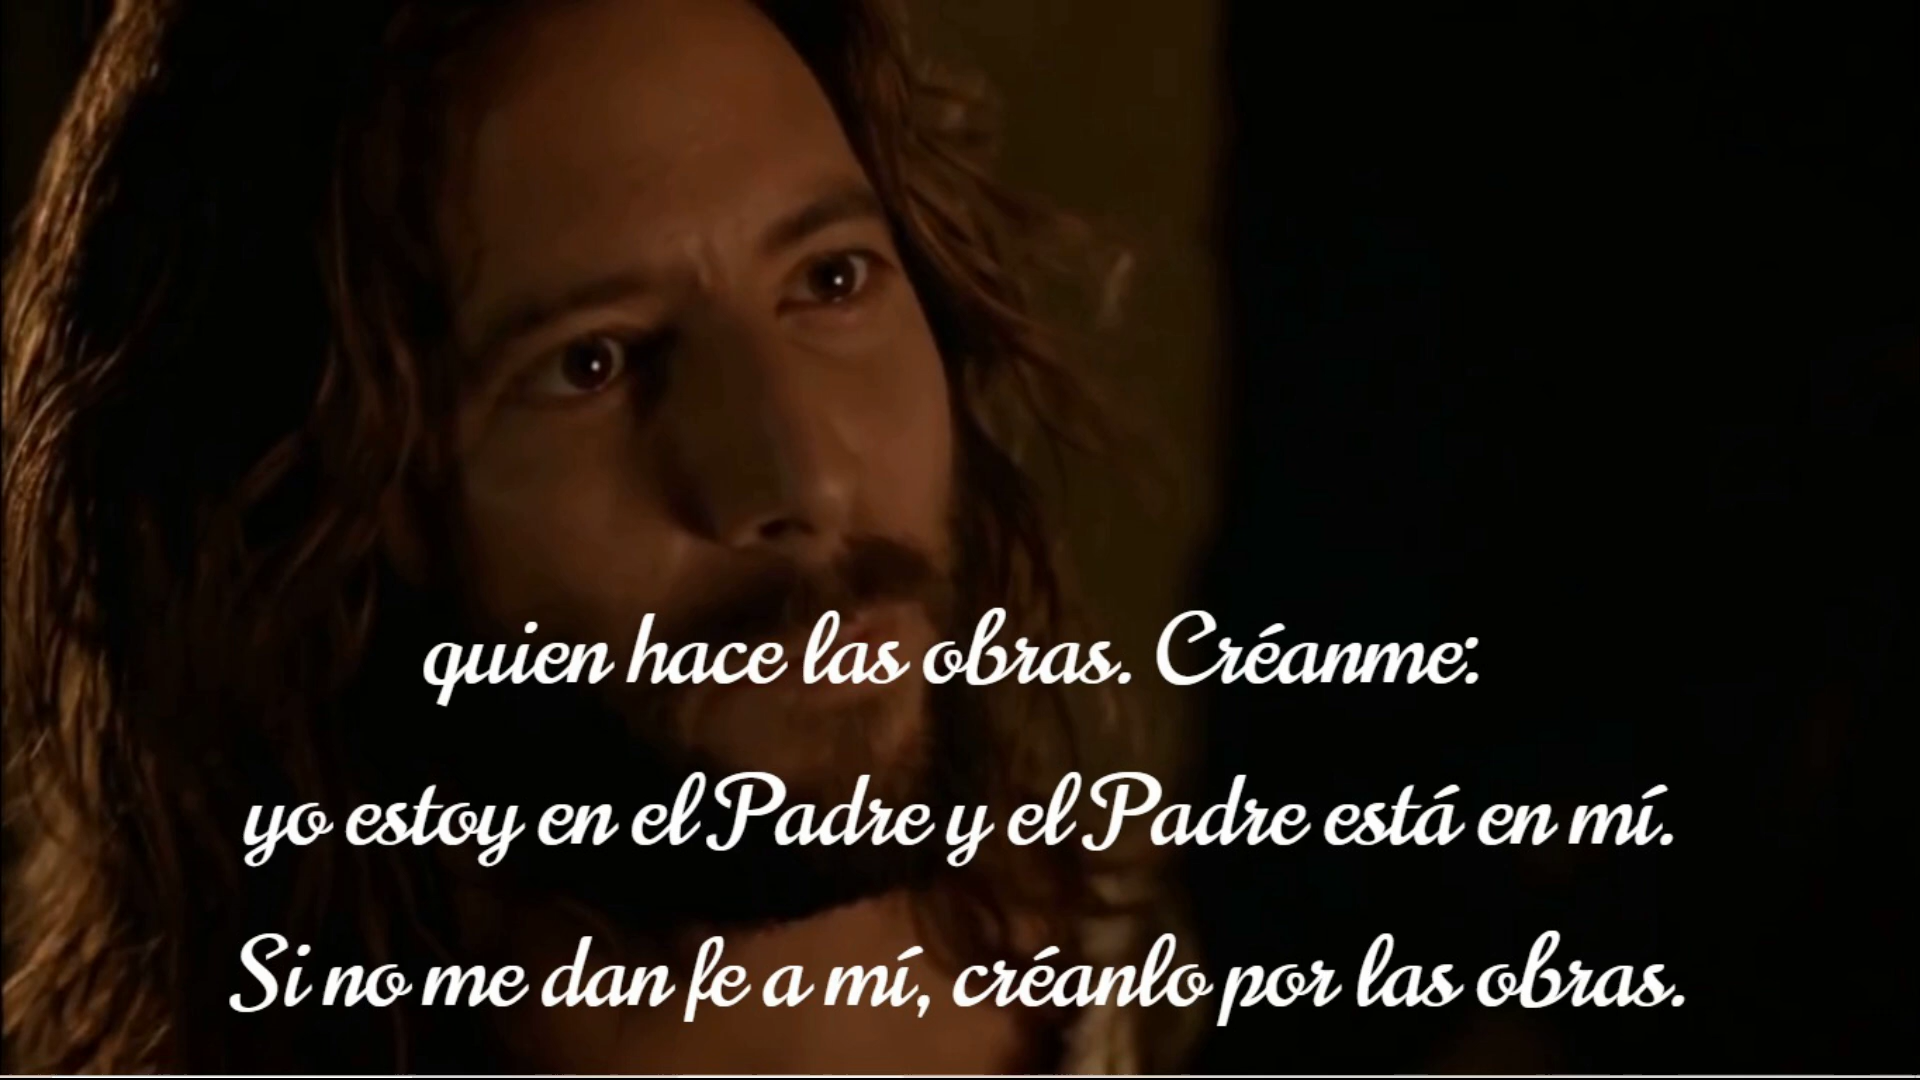 quien hace las obras. Créanme:
yo estoy en el Padre y el Padre está en mí.
Si no me dan fe a mí, créanlo por las obras.